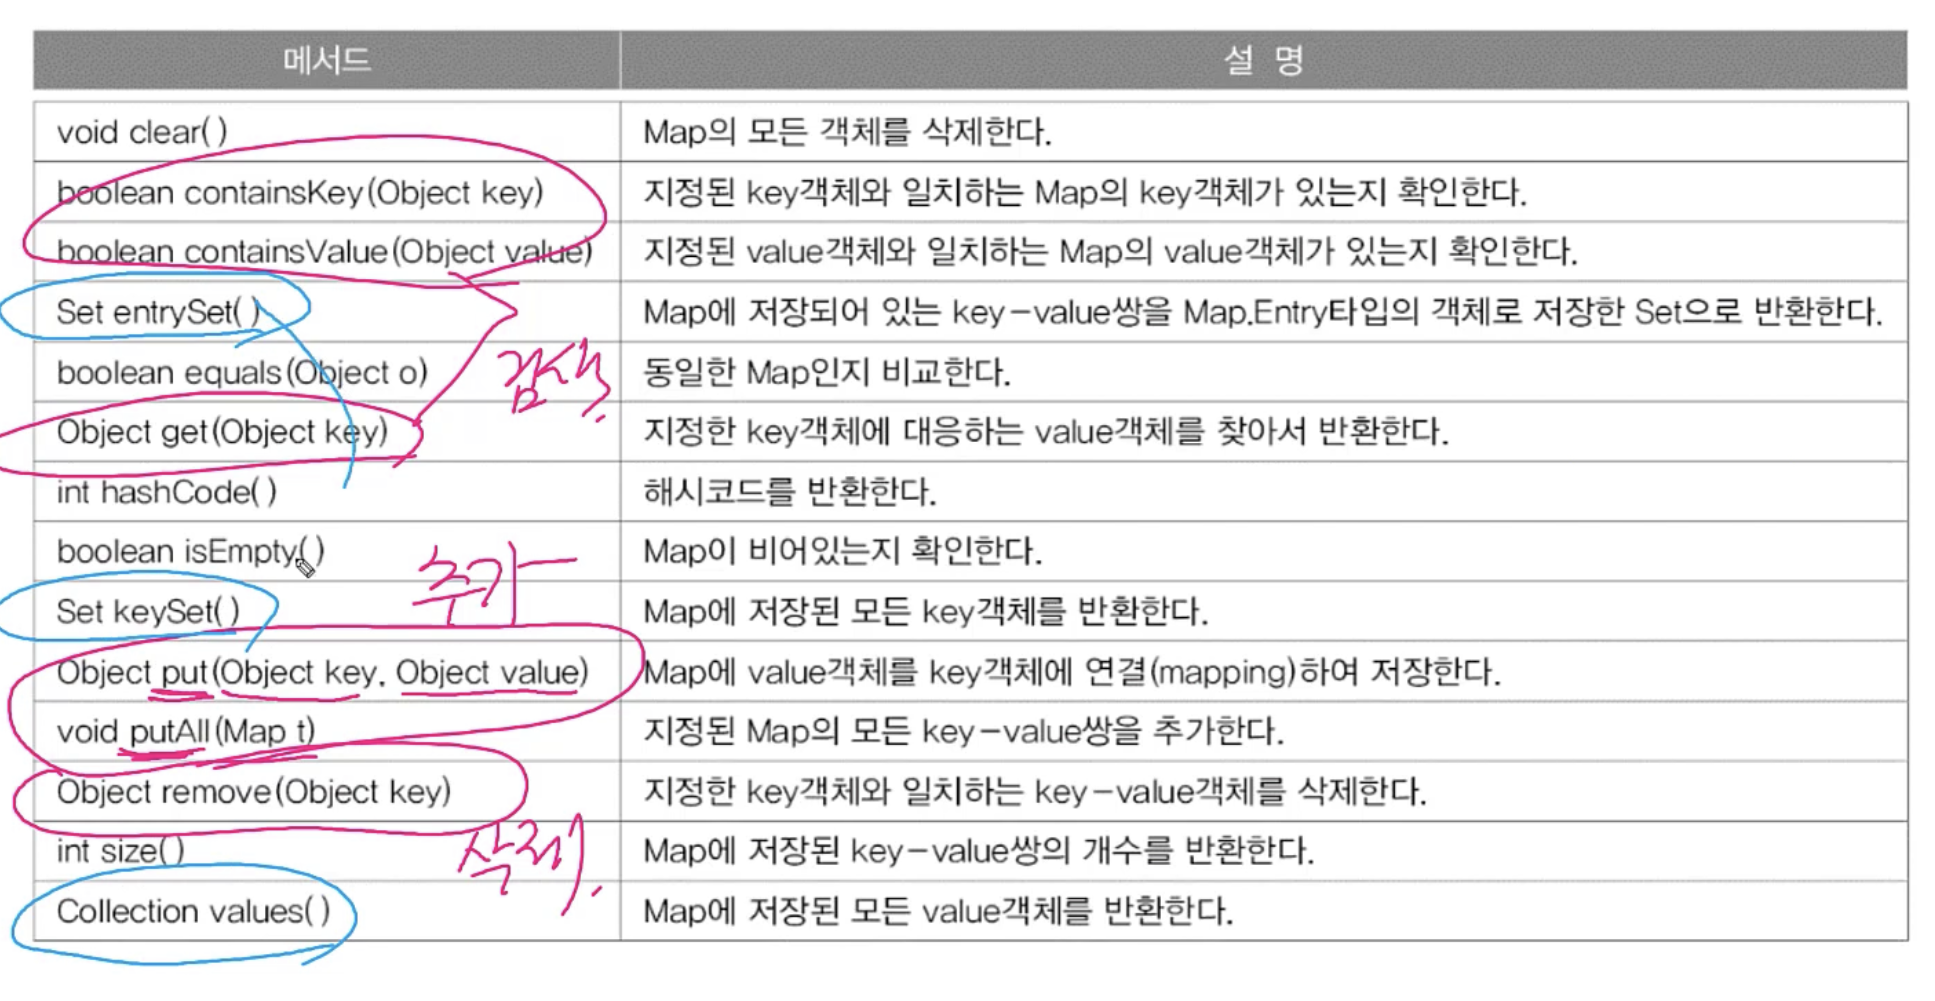 메서드 설 명
void clear() Map의 모든 객체를 삭제한다.
boolean containsKey(Object key) 지정된 key객체와 일치하는 Map의 key객체가 있는지 확인한다.
boolean containsValue(Object value) 지정된 value객체와 일치하는 Map의 value객체가 있는지 확인한다.
Set entrySet() Map에 저장되어 있는 key-value쌍을 Map.Entry타입의 객체로 저장한 Set으로 반환한다.
boolean equals(Object o) 동일한 Map인지 비교한다.
검색
Object get(Object key) 지정한 key객체에 대응하는 value객체를 찾아서 반환한다.
int hashCode() 해시코드를 반환한다.
boolean isEmpty() Map이 비어있는지 확인한다.
추가
Set keySet() Map에 저장된 모든 key객체를 반환한다.
Object put(Object key, Object value) Map에 value객체를 key객체에 연결(mapping)하여 저장한다.
void putAll(Map t) 지정된 Map의 모든 key-value쌍을 추가한다.
Object remove(Object key) 지정한 key객체와 일치하는 key-value객체를 삭제한다.
int size() Map에 저장된 key-value쌍의 개수를 반환한다.
삭제
Collection values() Map에 저장된 모든 value객체를 반환한다.